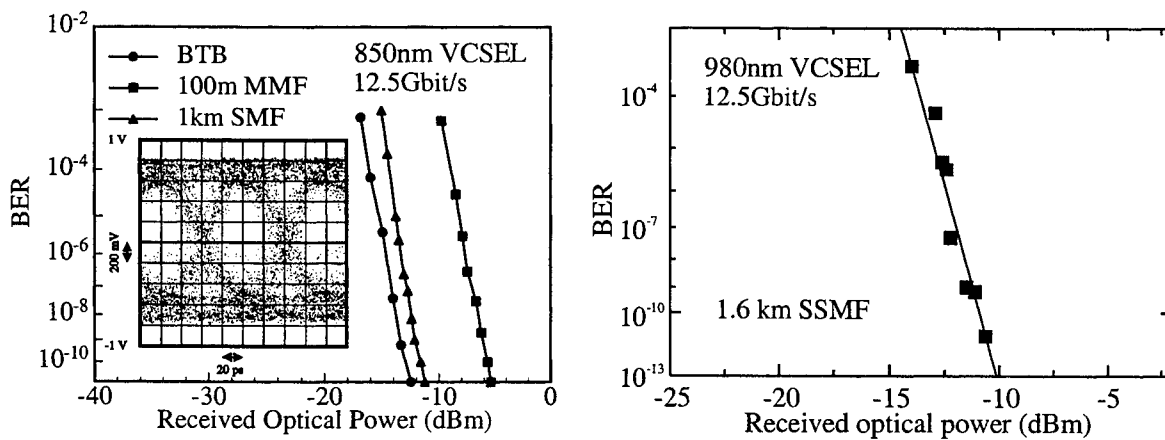 10-2
BTB
100m MMF
1km SMF
850nm VCSEL
12.5Gbit/s
1 V
10-4
BER
200 mV
10-6
10-8
-1 V
10-10
20 ps
-40
-30
-20
-10
0
Received Optical Power (dBm)
980nm VCSEL
12.5Gbit/s
10-4
BER
10-7
1.6 km SSMF
10-10
10-13
-25
-20
-15
-10
-5
Received optical power (dBm)